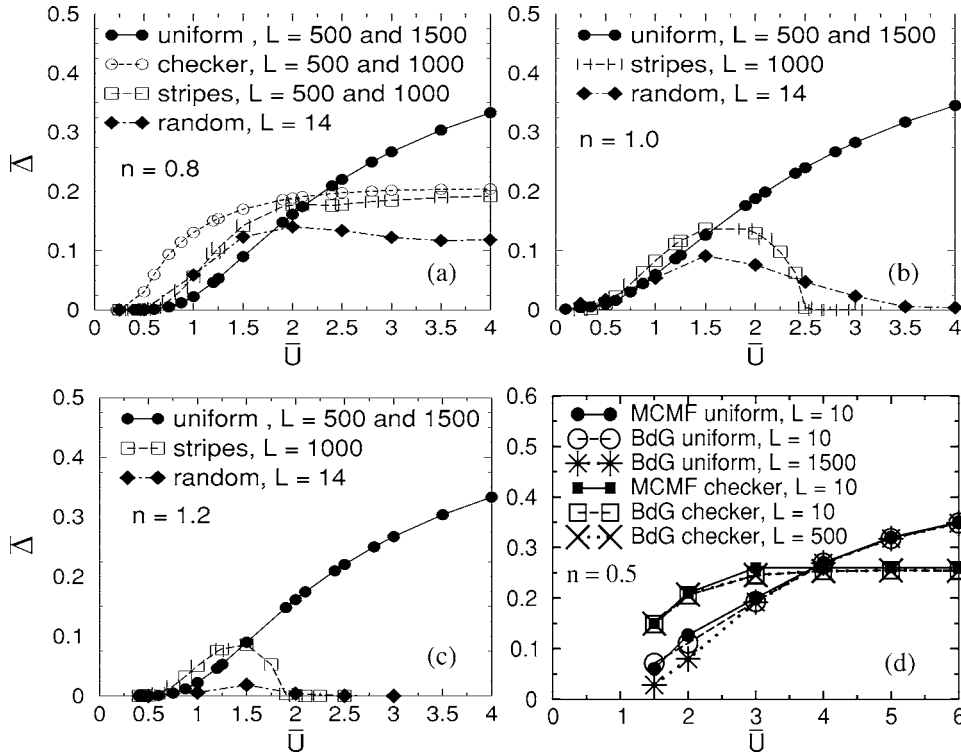 0.5
0.3
0.3
0.2
0.1
0
Δ̅
uniform , L = 500 and 1500
checker, L = 500 and 1000
stripes, L = 500 and 1000
random, L = 14
n = 0.8
(a)
0 0.5 1 1.5 2 2.5 3 3.5 4
U̅
0.5
0.3
0.3
0.2
0.1
0
uniform, L = 500 and 1500
stripes, L = 1000
random, L = 14
n = 1.0
(b)
0 0.5 1 1.5 2 2.5 3 3.5 4
U̅
0.5
0.3
0.3
0.2
0.1
0
Δ̅
uniform , L = 500 and 1500
stripes, L = 1000
random, L = 14
n = 1.2
(c)
0 0.5 1 1.5 2 2.5 3 3.5 4
U̅
0.6
0.5
0.3
0.3
0.2
0.1
0
MCMF uniform, L = 10
BdG uniform, L = 10
BdG uniform, L = 1500
MCMF checker, L = 10
BdG checker, L = 10
BdG checker, L = 500
n = 0.5
(d)
0 1 2 3 4 5 6
U̅